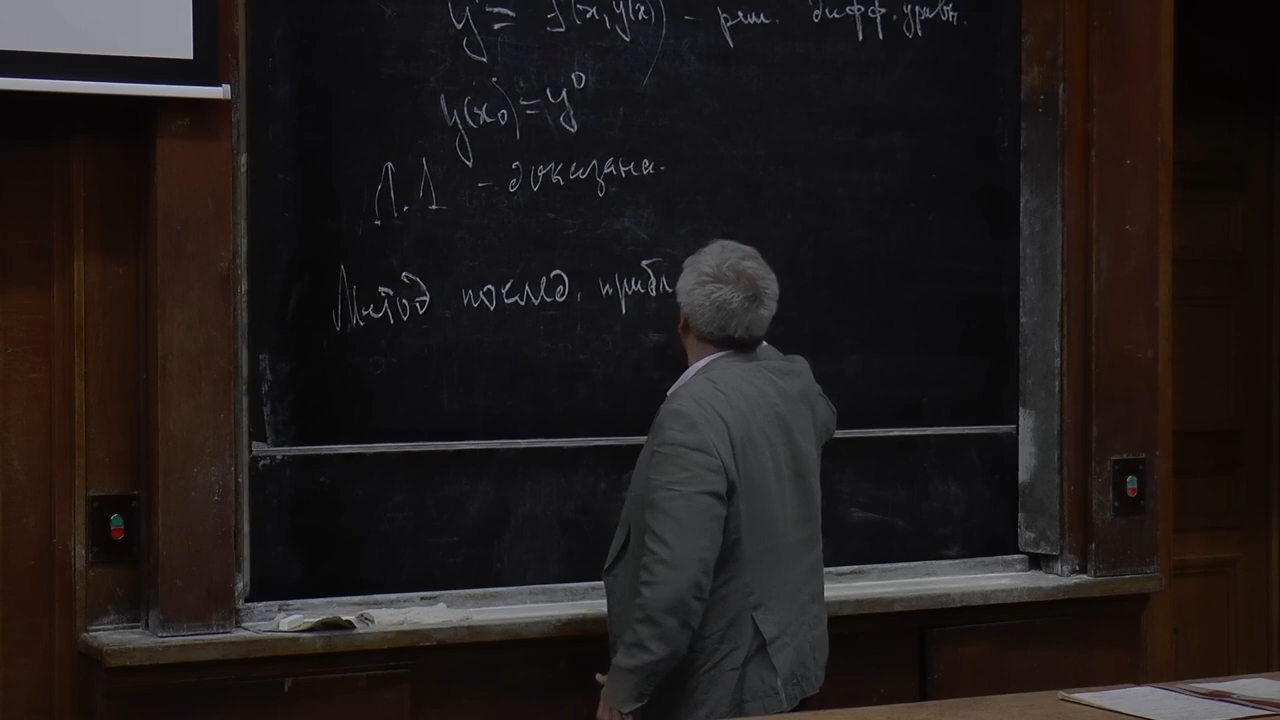 y' = f(x, y(x)) – реш. дифф. уравн.
y(x₀) = y⁰
Л.1 – доказана.
Метод послед. прибл